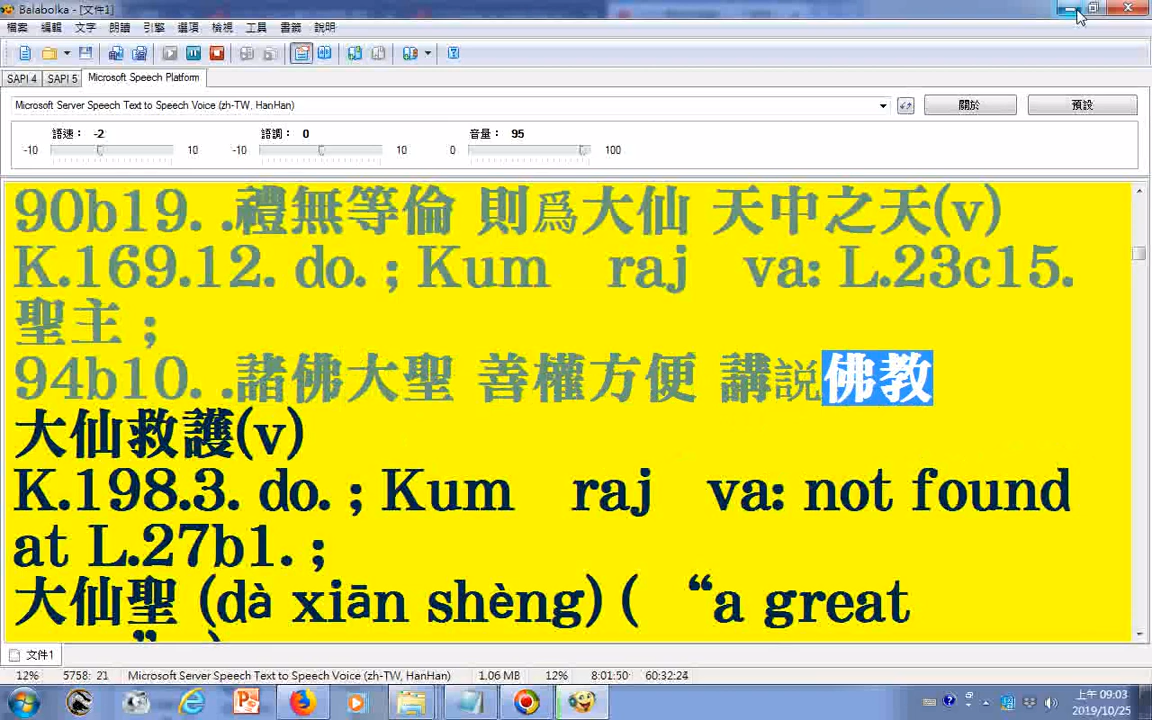 Balabolka - [文件1]
檔案 編輯 文字 朗讀 引擎 選項 檢視 工具 書籤 說明
SAPI 4 SAPI 5 Microsoft Speech Platform
Microsoft Server Speech Text to Speech Voice (zh-TW, HanHan) 關於 預設
語速： -2 語調： 0 音量： 95
-10 10 -10 10 0 100
90b19. .禮無等倫 則爲大仙 天中之天(v)
K.169.12. do. ; Kum raj va: L.23c15.
聖主 ;
94b10. .諸佛大聖 善權方便 講説佛教
大仙救護(v)
K.198.3. do. ; Kum raj va: not found
at L.27b1. ;
大仙聖 (dà xiān shèng) ( “a great
文件1
12% 5758: 21 Microsoft Server Speech Text to Speech Voice (zh-TW, HanHan) 1.06 MB 12% 8:01:50 60:32:24
上午 09:03
2019/10/25